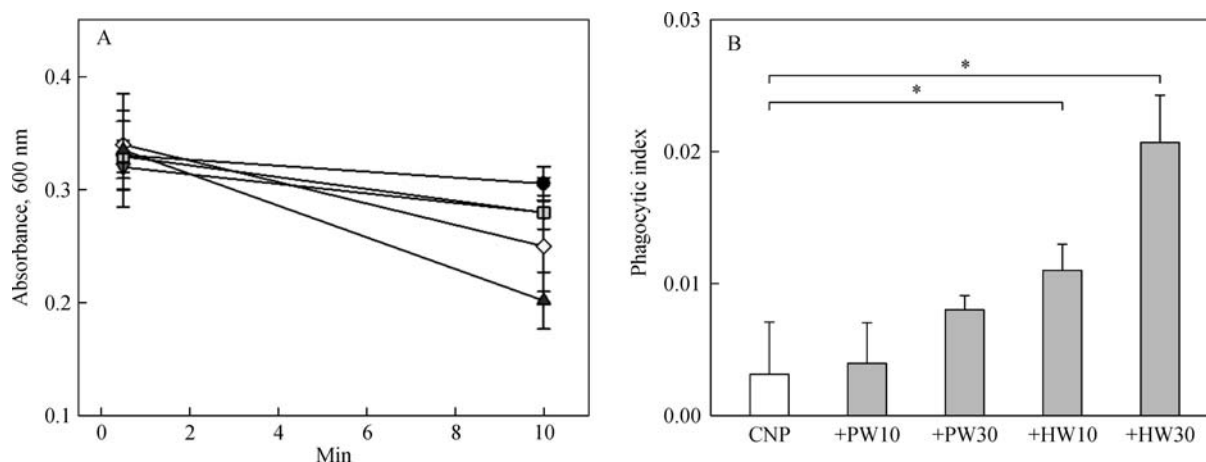 A
Absorbance, 600 nm
0.4
0.3
0.2
0.1
0 2 4 6 8 10
Min
B
Phagocytic index
0.03
0.02
0.01
0.00
*
*
CNP +PW10 +PW30 +HW10 +HW30